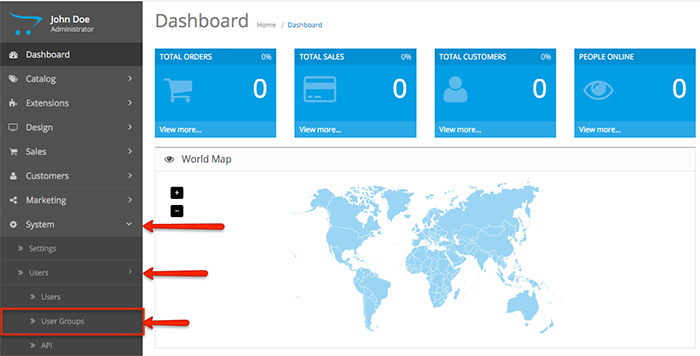 John Doe
Administrator
Dashboard
Catalog
Extensions
Design
Sales
Customers
Marketing
System
Settings
Users
Users
User Groups
API
Dashboard Home / Dashboard
TOTAL ORDERS 0%
0
View more...
TOTAL SALES 0%
0
View more...
TOTAL CUSTOMERS 0%
0
View more...
PEOPLE ONLINE
0
View more...
World Map
+
−